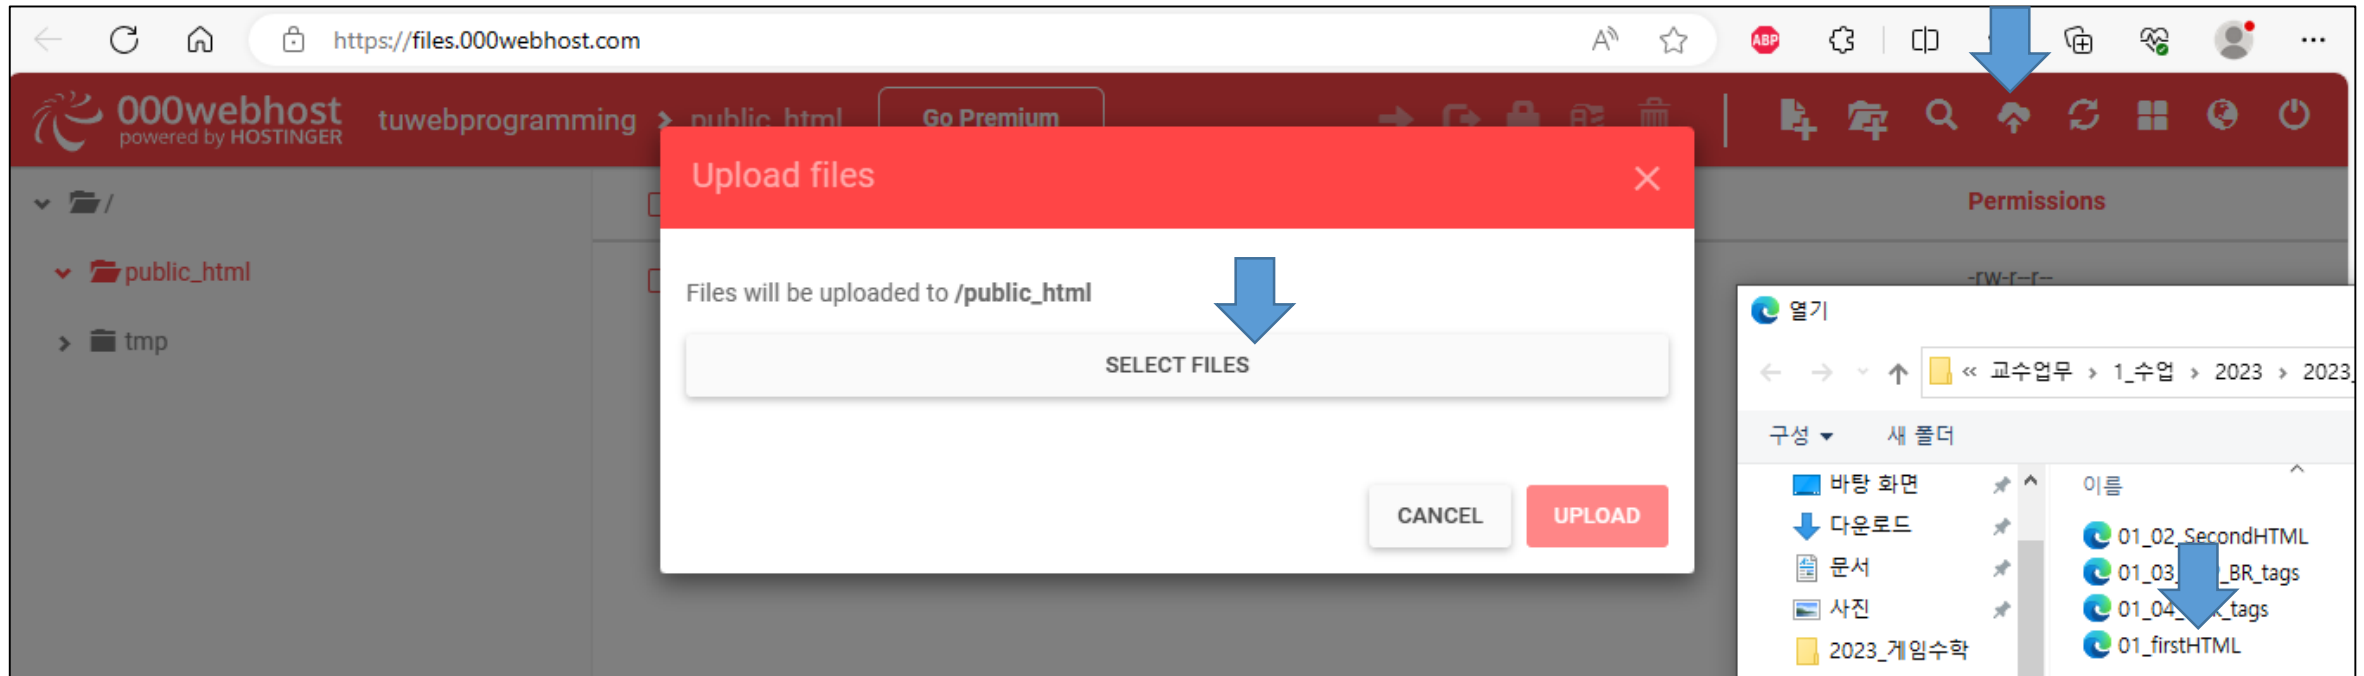 https://files.000webhost.com
ABP
000webhost
powered by HOSTINGER
tuwebprogramming > public_html
Go Premium
Upload files
Permissions
/
public_html
tmp
-rw-r--r--
Files will be uploaded to /public_html
SELECT FILES
CANCEL
UPLOAD
열기
« 교수업무 > 1_수업 > 2023 > 2023_
구성
새 폴더
바탕 화면
다운로드
문서
사진
2023_게임수학
이름
01_02_SecondHTML
01_03 _BR_tags
01_04 _tags
01_firstHTML